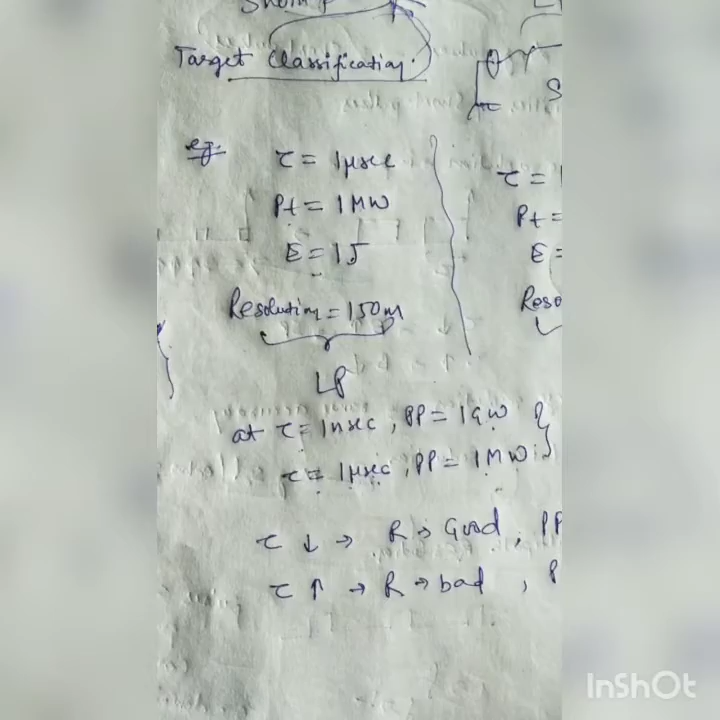 Target Classification.
eg.
τ = 1μsec
Pt = 1MW
E = 1J
Resolution = 150m
LP
τ =
Pt =
E =
Reso
at τ = 1nsec, PP = 1GW
τ = 1μsec, PP = 1MW
τ ↓ → R → Good, PP
τ ↑ → R → bad, P
InShOt